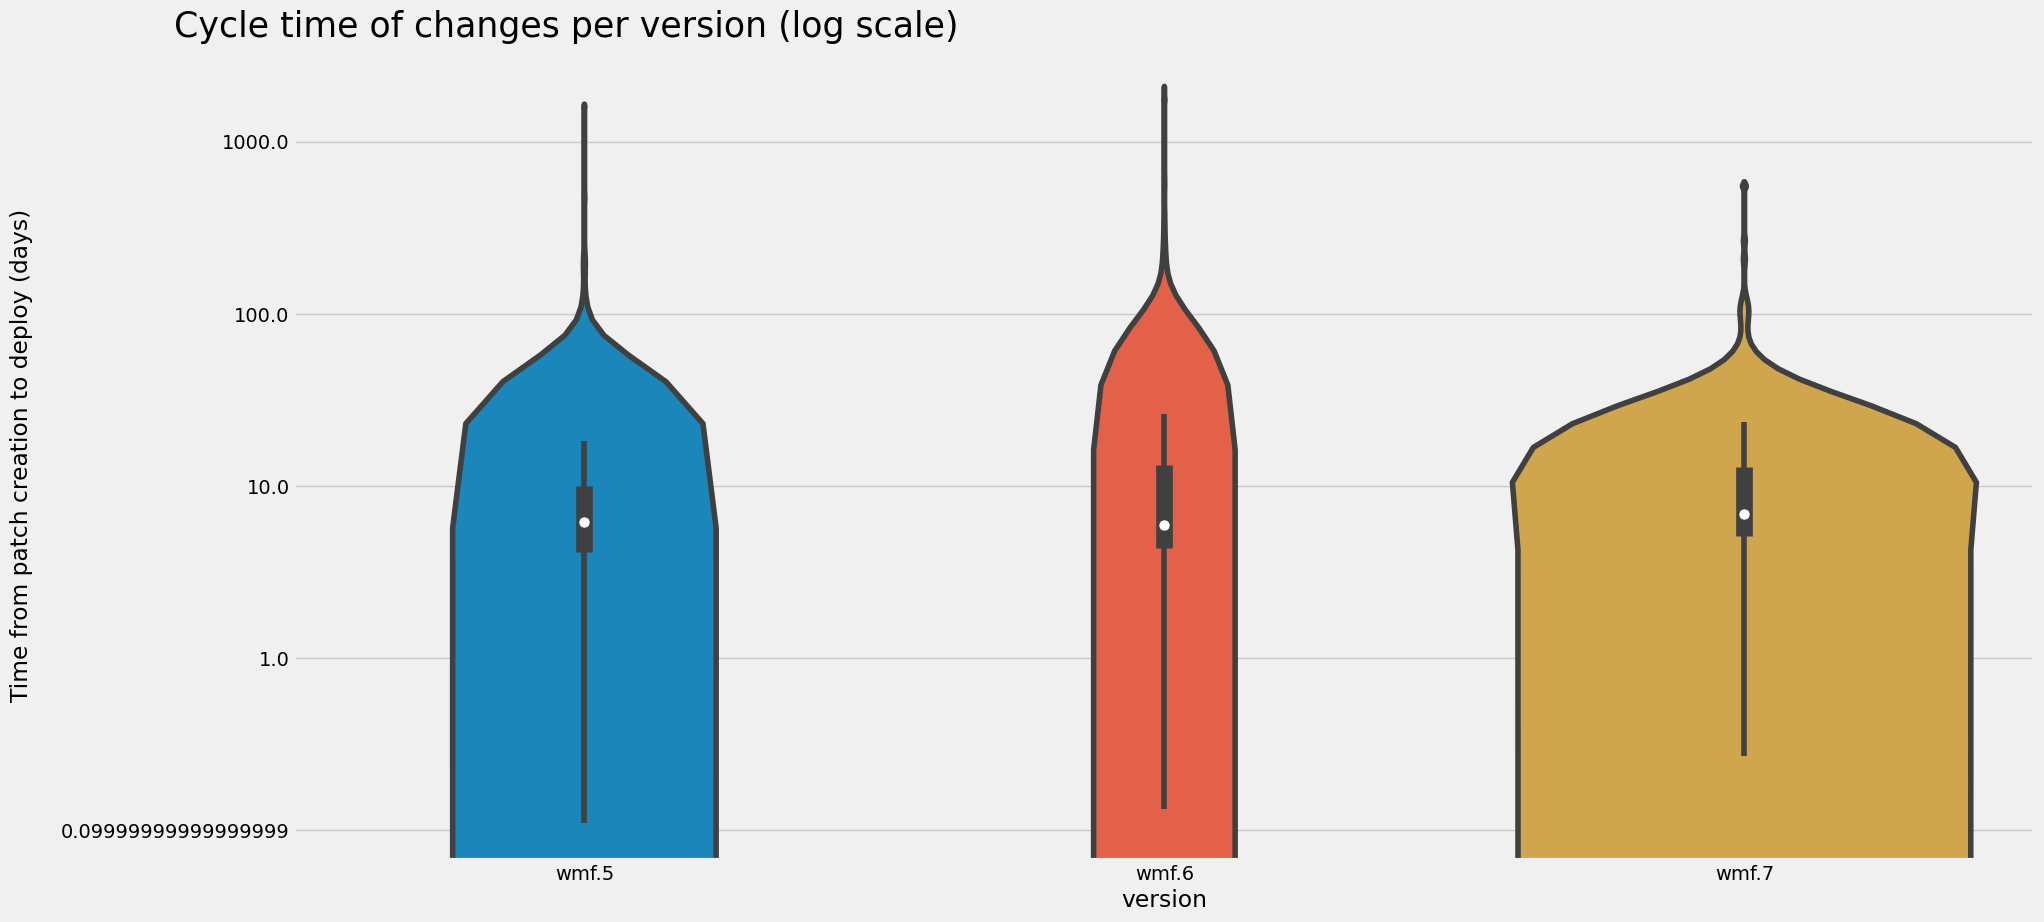 Cycle time of changes per version (log scale)
Time from patch creation to deploy (days)
1000.0
100.0
10.0
1.0
0.09999999999999999
wmf.5
wmf.6
wmf.7
version